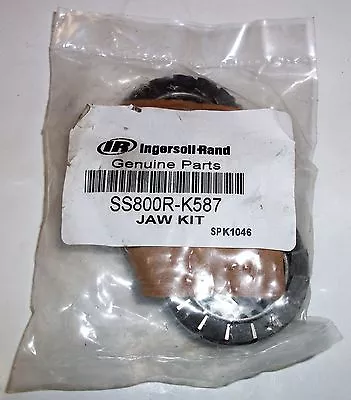 IR Ingersoll-Rand
Genuine Parts
SS800R-K587
JAW KIT
SPK1046